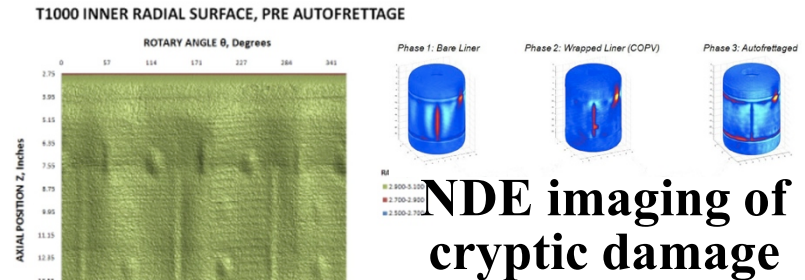 T1000 INNER RADIAL SURFACE, PRE AUTOFRETTAGE
ROTARY ANGLE θ, Degrees
0 57 114 171 227 284 341
AXIAL POSITION Z, Inches
2.75
3.95
5.15
6.35
7.55
8.75
9.95
11.15
12.35
Phase 1: Bare Liner
Phase 2: Wrapped Liner (COPV)
Phase 3: Autofrettaged
2.900-3.100
2.700-2.900
2.500-2.700
NDE imaging of
cryptic damage